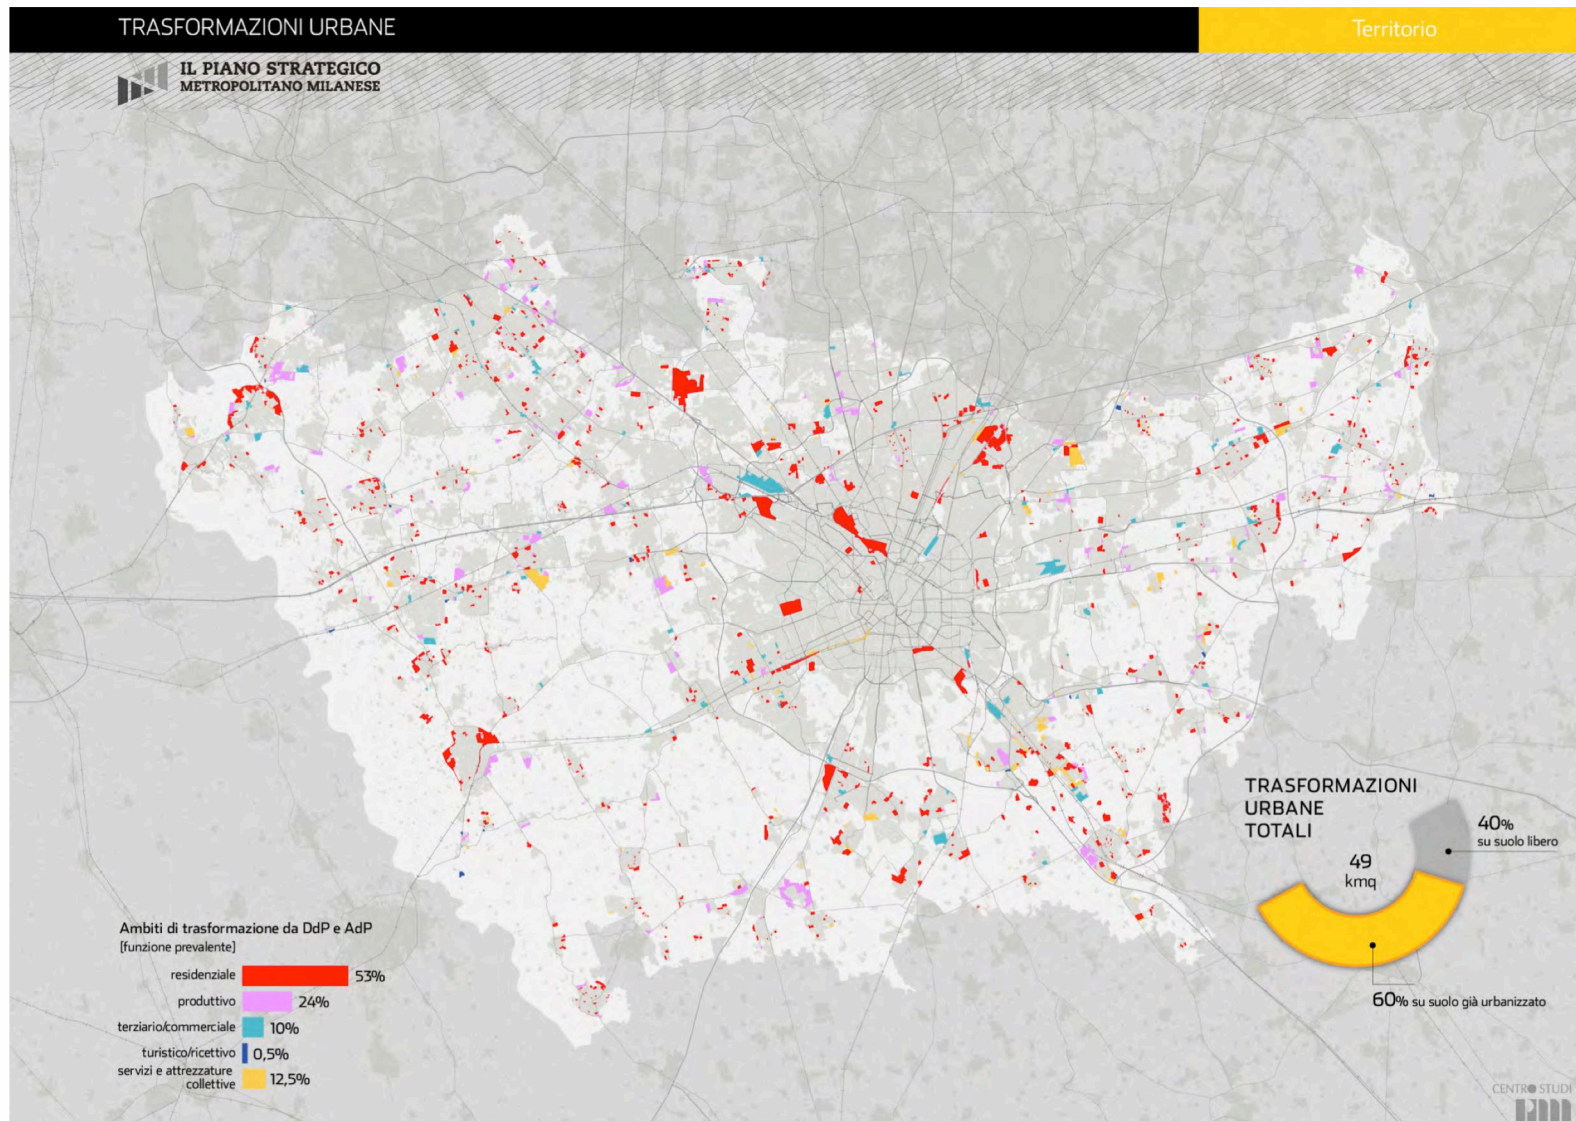 TRASFORMAZIONI URBANE
Territorio
IL PIANO STRATEGICO
METROPOLITANO MILANESE
TRASFORMAZIONI
URBANE
TOTALI
49
kmq
40%
su suolo libero
60% su suolo già urbanizzato
Ambiti di trasformazione da DdP e AdP
[funzione prevalente]
residenziale 53%
produttivo 24%
terziario/commerciale 10%
turistico/ricettivo 0,5%
servizi e attrezzature
collettive 12,5%
CENTRO STUDI
PIM